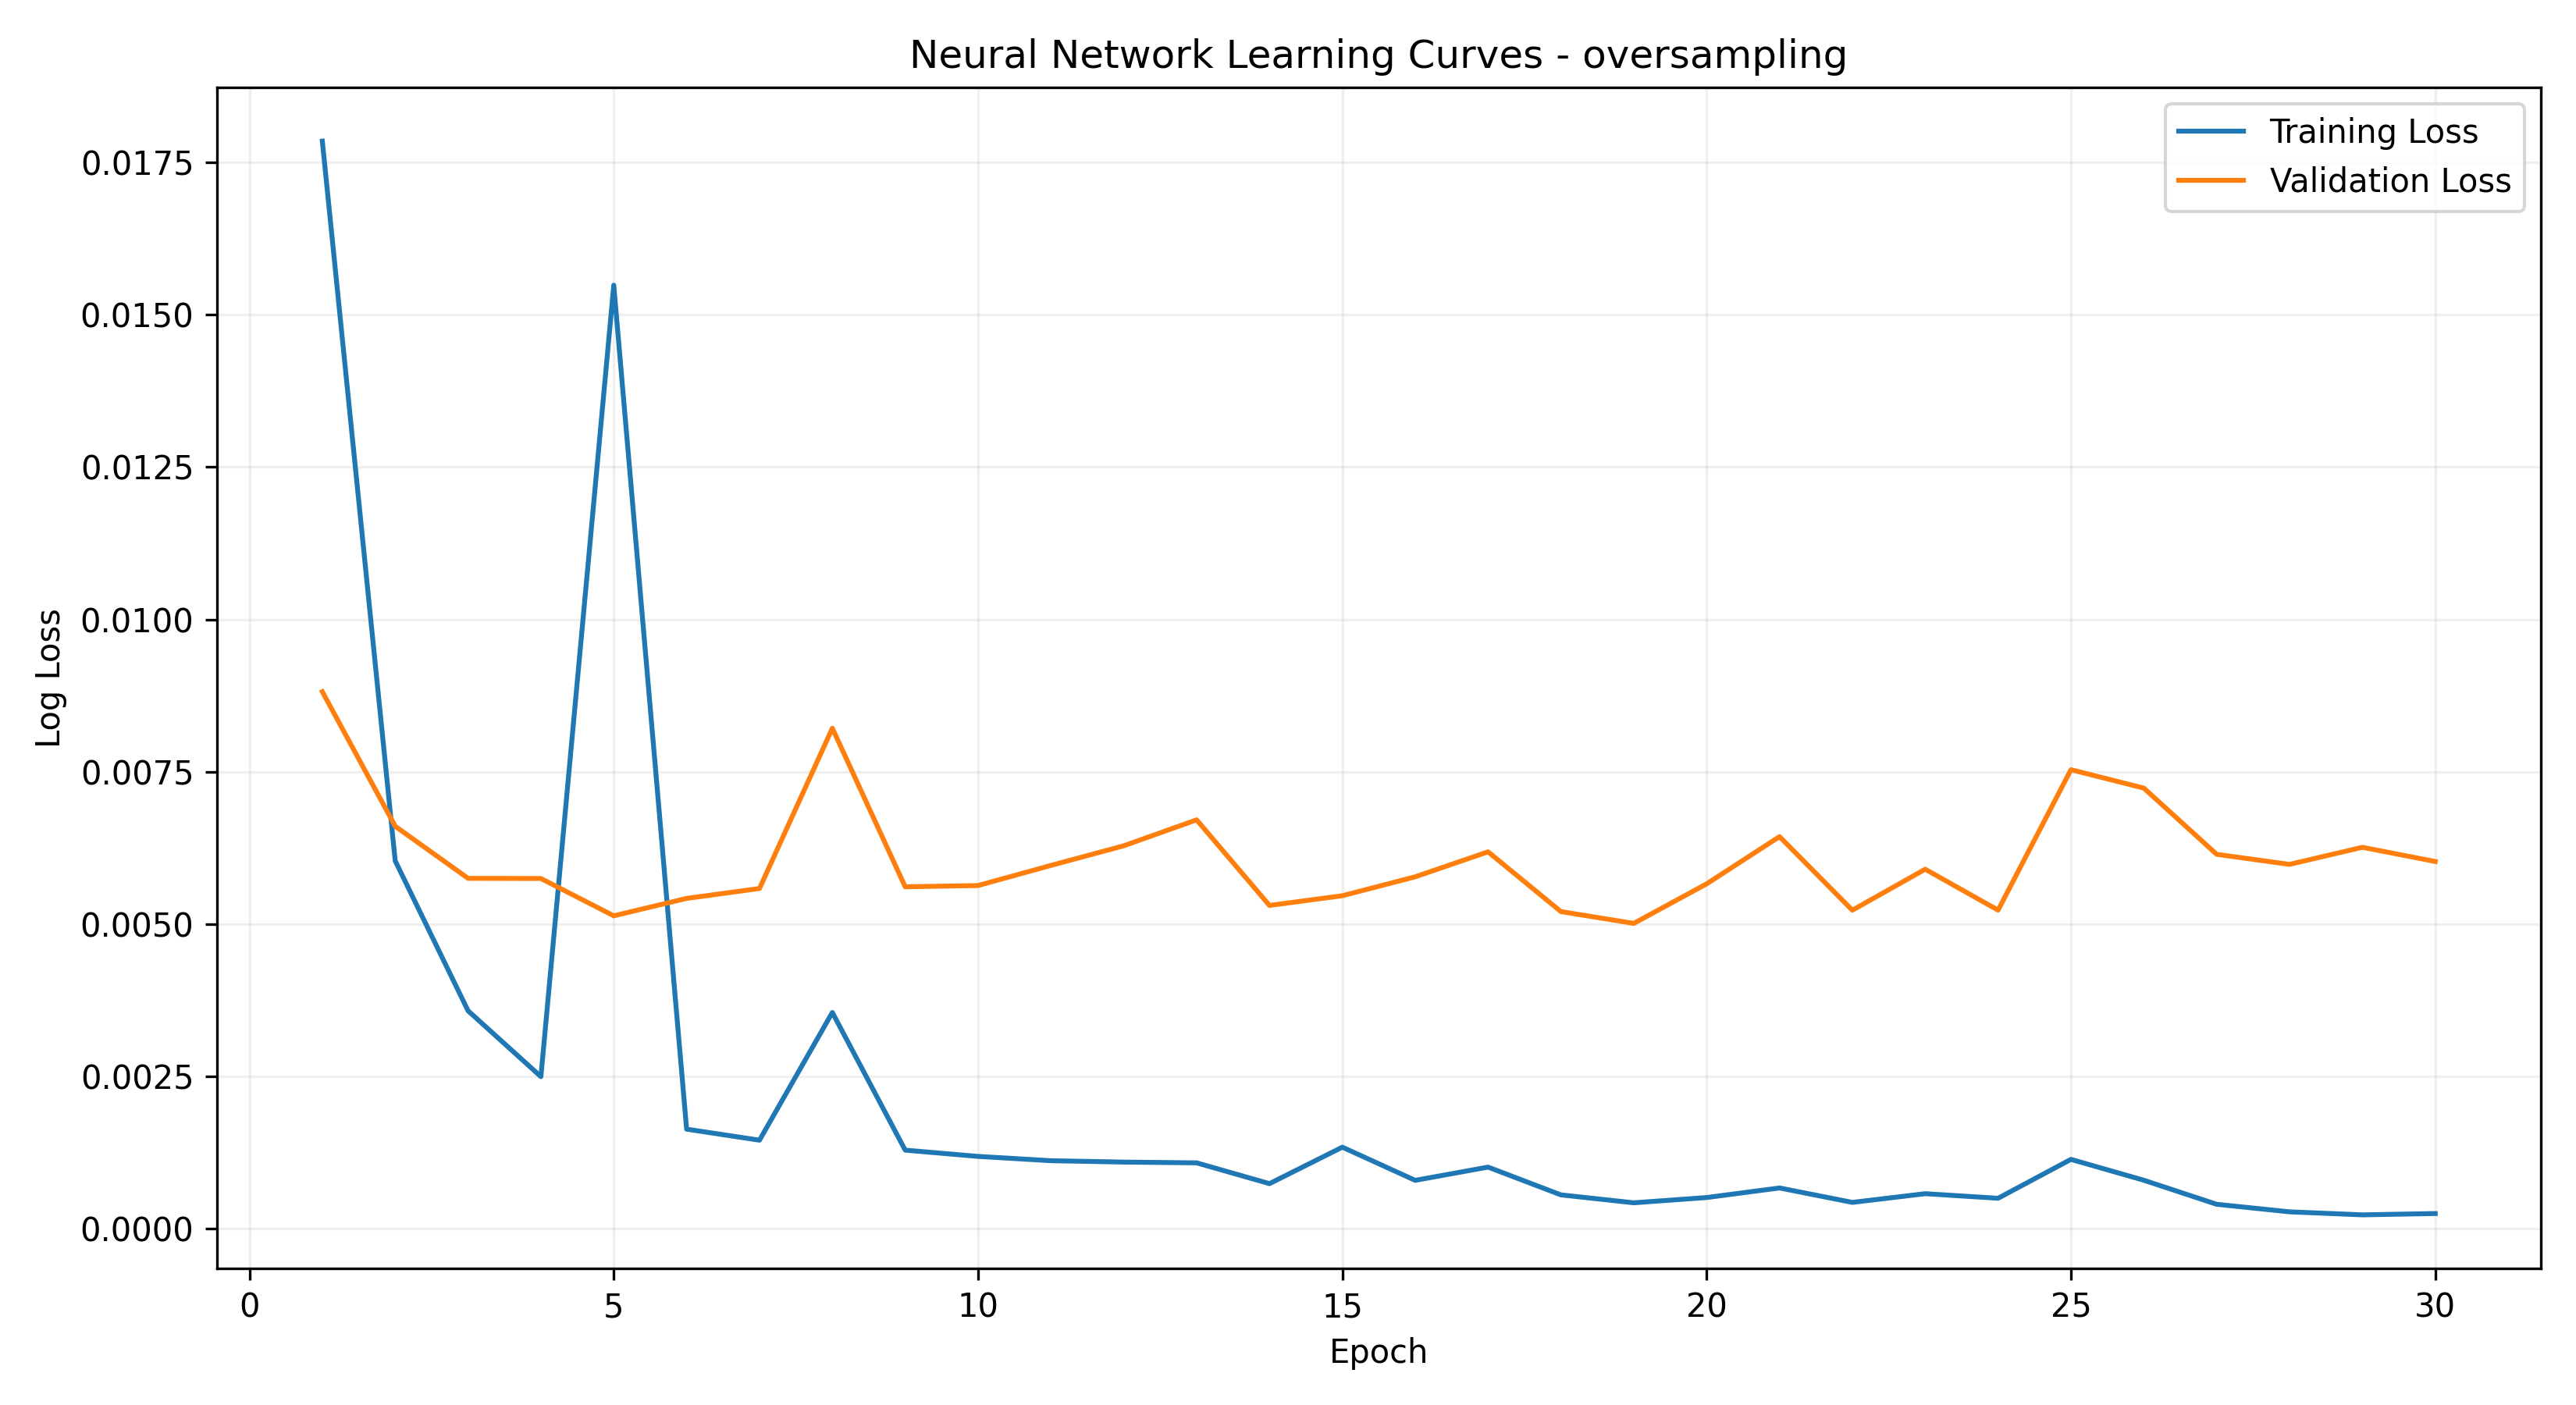 Neural Network Learning Curves - oversampling
Training Loss
Validation Loss
0.0175
0.0150
0.0125
0.0100
0.0075
0.0050
0.0025
0.0000
Log Loss
0 5 10 15 20 25 30
Epoch